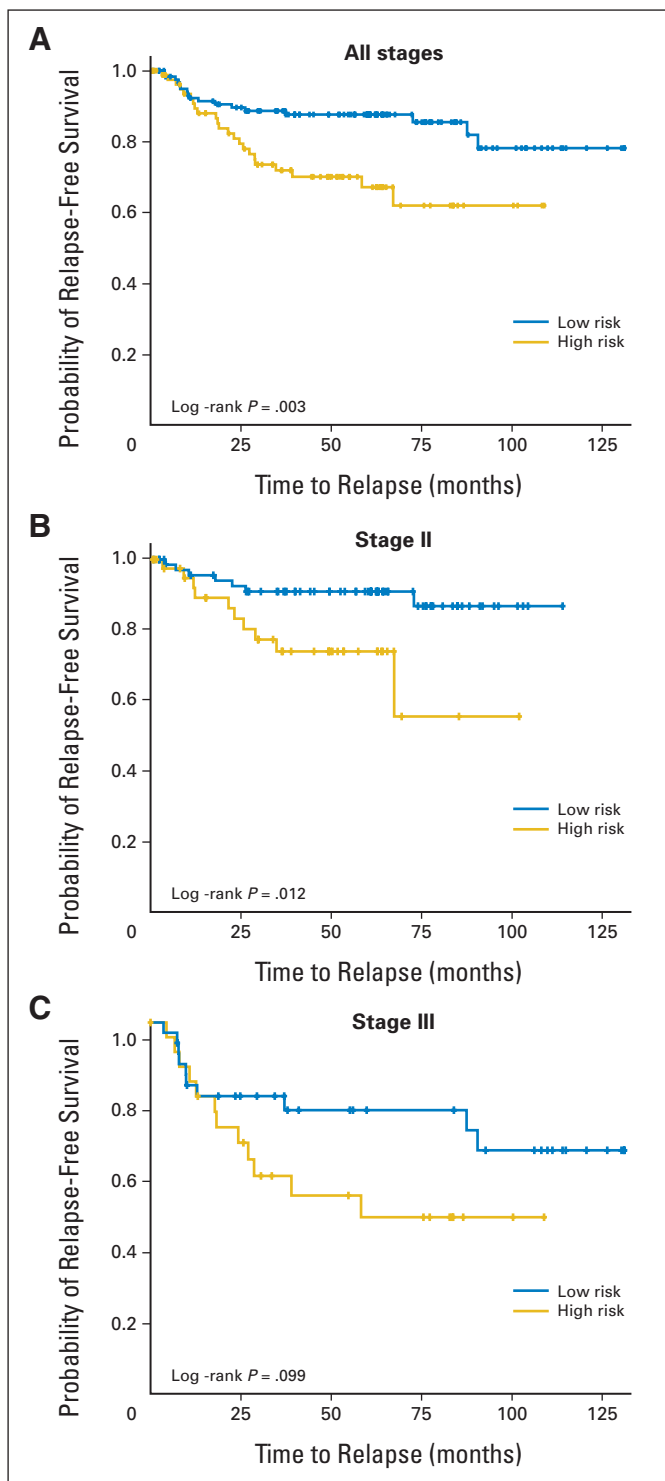 A
All stages
Probability of Relapse-Free Survival
1.0
0.8
0.6
0.4
0.2
Low risk
High risk
Log -rank P = .003
0 25 50 75 100 125
Time to Relapse (months)
B
Stage II
Probability of Relapse-Free Survival
1.0
0.8
0.6
0.4
0.2
Low risk
High risk
Log -rank P = .012
0 25 50 75 100 125
Time to Relapse (months)
C
Stage III
Probability of Relapse-Free Survival
1.0
0.8
0.6
0.4
0.2
Low risk
High risk
Log -rank P = .099
0 25 50 75 100 125
Time to Relapse (months)